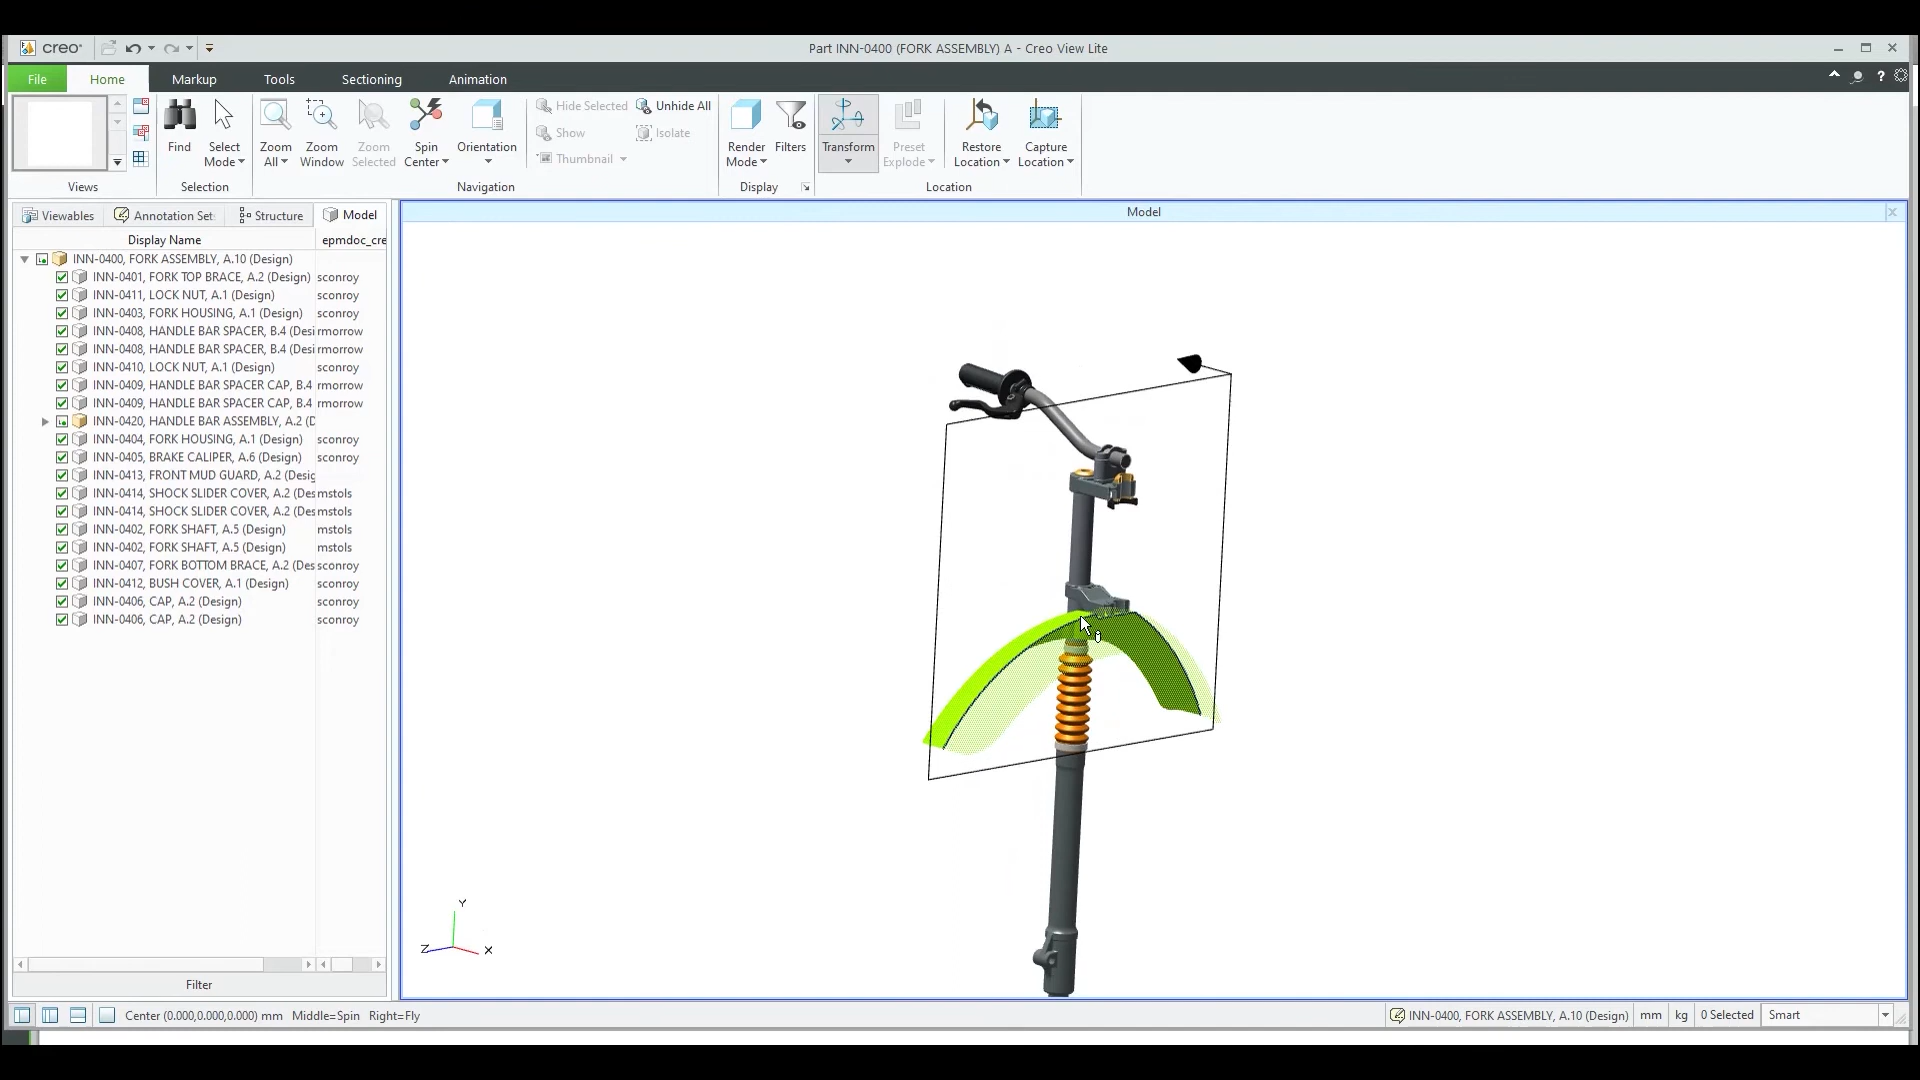 creo
Part INN-0400 (FORK ASSEMBLY) A - Creo View Lite
File Home Markup Tools Sectioning Animation
?
Hide Selected Unhide All
Show Isolate
Thumbnail
Find Select Mode Zoom All Zoom Window Zoom Selected Spin Center Orientation Render Mode Filters Transform Preset Explode Restore Location Capture Location
Views Selection Navigation Display Location
Viewables Annotation Set Structure Model
Model
Display Name epmdoc_cre
INN-0400, FORK ASSEMBLY, A.10 (Design)
INN-0401, FORK TOP BRACE, A.2 (Design) sconroy
INN-0411, LOCK NUT, A.1 (Design) sconroy
INN-0403, FORK HOUSING, A.1 (Design) sconroy
INN-0408, HANDLE BAR SPACER, B.4 (Desi rmorrow
INN-0408, HANDLE BAR SPACER, B.4 (Desi rmorrow
INN-0410, LOCK NUT, A.1 (Design) sconroy
INN-0409, HANDLE BAR SPACER CAP, B.4 rmorrow
INN-0409, HANDLE BAR SPACER CAP, B.4 rmorrow
INN-0420, HANDLE BAR ASSEMBLY, A.2 (D
INN-0404, FORK HOUSING, A.1 (Design) sconroy
INN-0405, BRAKE CALIPER, A.6 (Design) sconroy
INN-0413, FRONT MUD GUARD, A.2 (Desig
INN-0414, SHOCK SLIDER COVER, A.2 (Des mstols
INN-0414, SHOCK SLIDER COVER, A.2 (Des mstols
INN-0402, FORK SHAFT, A.5 (Design) mstols
INN-0402, FORK SHAFT, A.5 (Design) mstols
INN-0407, FORK BOTTOM BRACE, A.2 (Des sconroy
INN-0412, BUSH COVER, A.1 (Design) sconroy
INN-0406, CAP, A.2 (Design) sconroy
INN-0406, CAP, A.2 (Design) sconroy
Y
Z X
Filter
Center (0.000,0.000,0.000) mm Middle=Spin Right=Fly
INN-0400, FORK ASSEMBLY, A.10 (Design) mm kg 0 Selected Smart